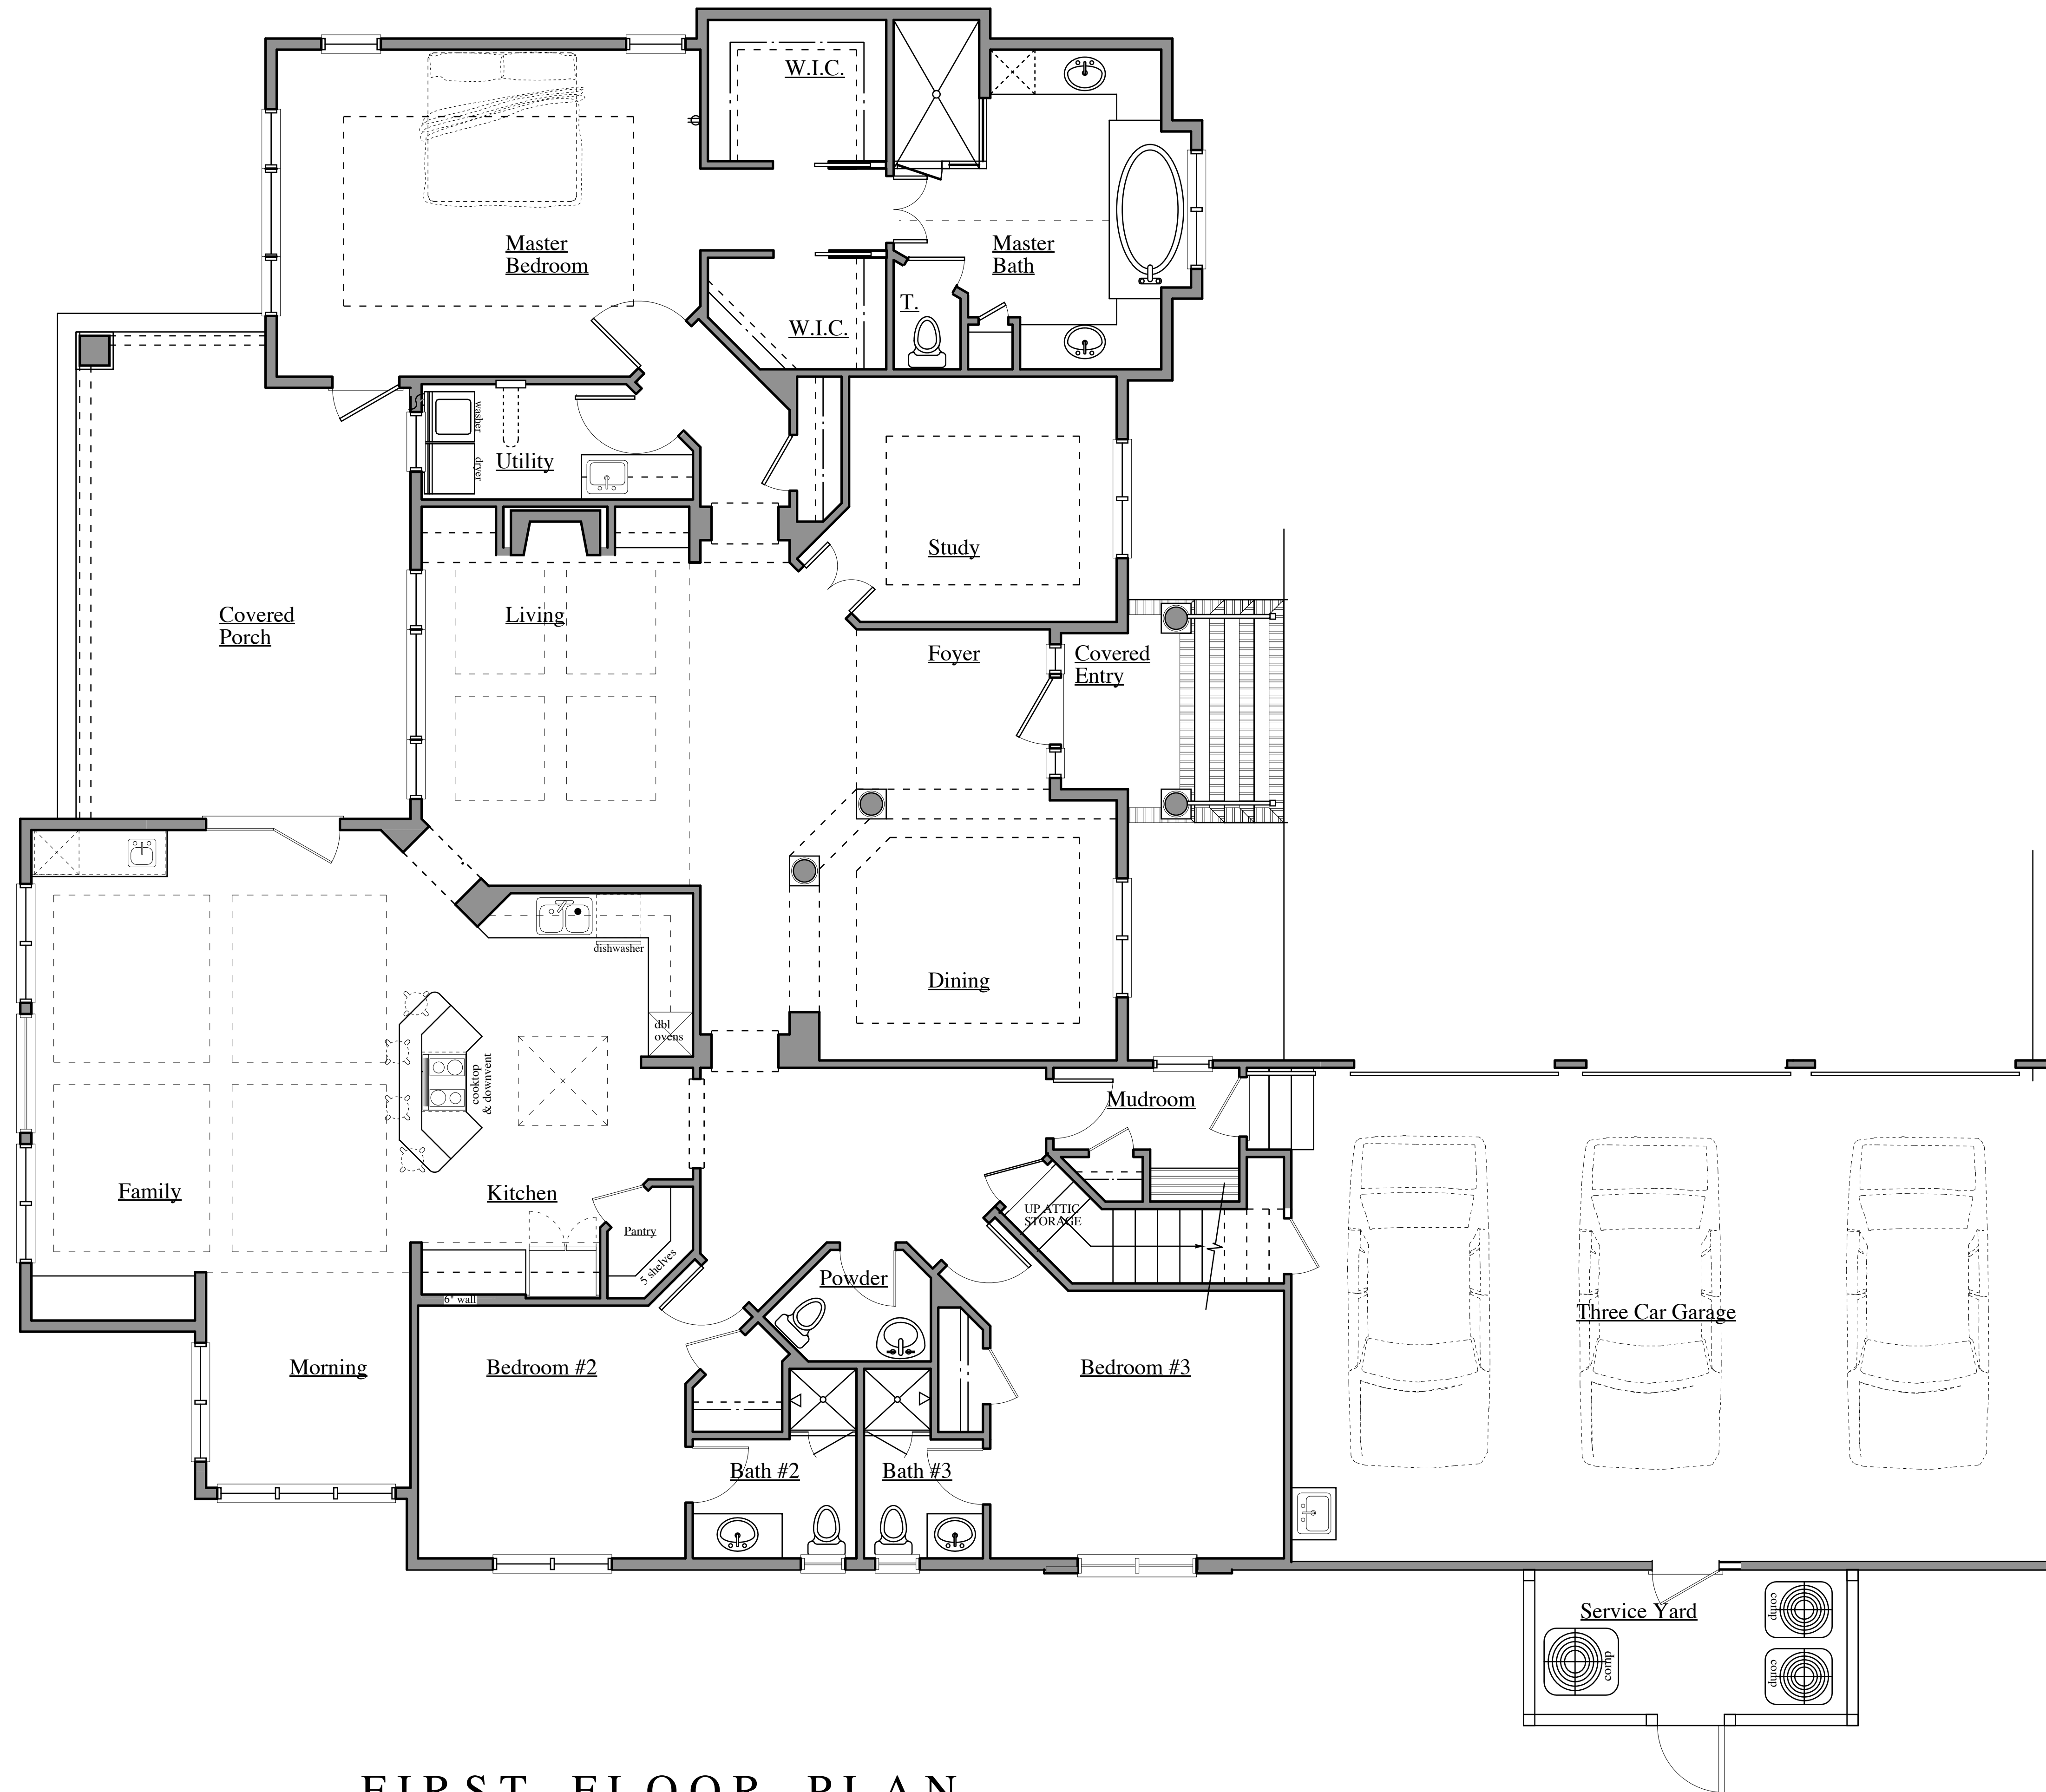 W.I.C.
Master
Bedroom
Master
Bath
T.
W.I.C.
washer
dryer
Utility
Study
Covered
Porch
Living
Foyer
Covered
Entry
dishwasher
Dining
dbl
ovens
cooktop
& downvent
Mudroom
Family
Kitchen
Pantry
5 shelves
UP ATTIC
STORAGE
6" wall
Powder
Three Car Garage
Morning
Bedroom #2
Bedroom #3
Bath #2
Bath #3
Service Yard
comp
comp
comp
FIRST FLOOR PLAN